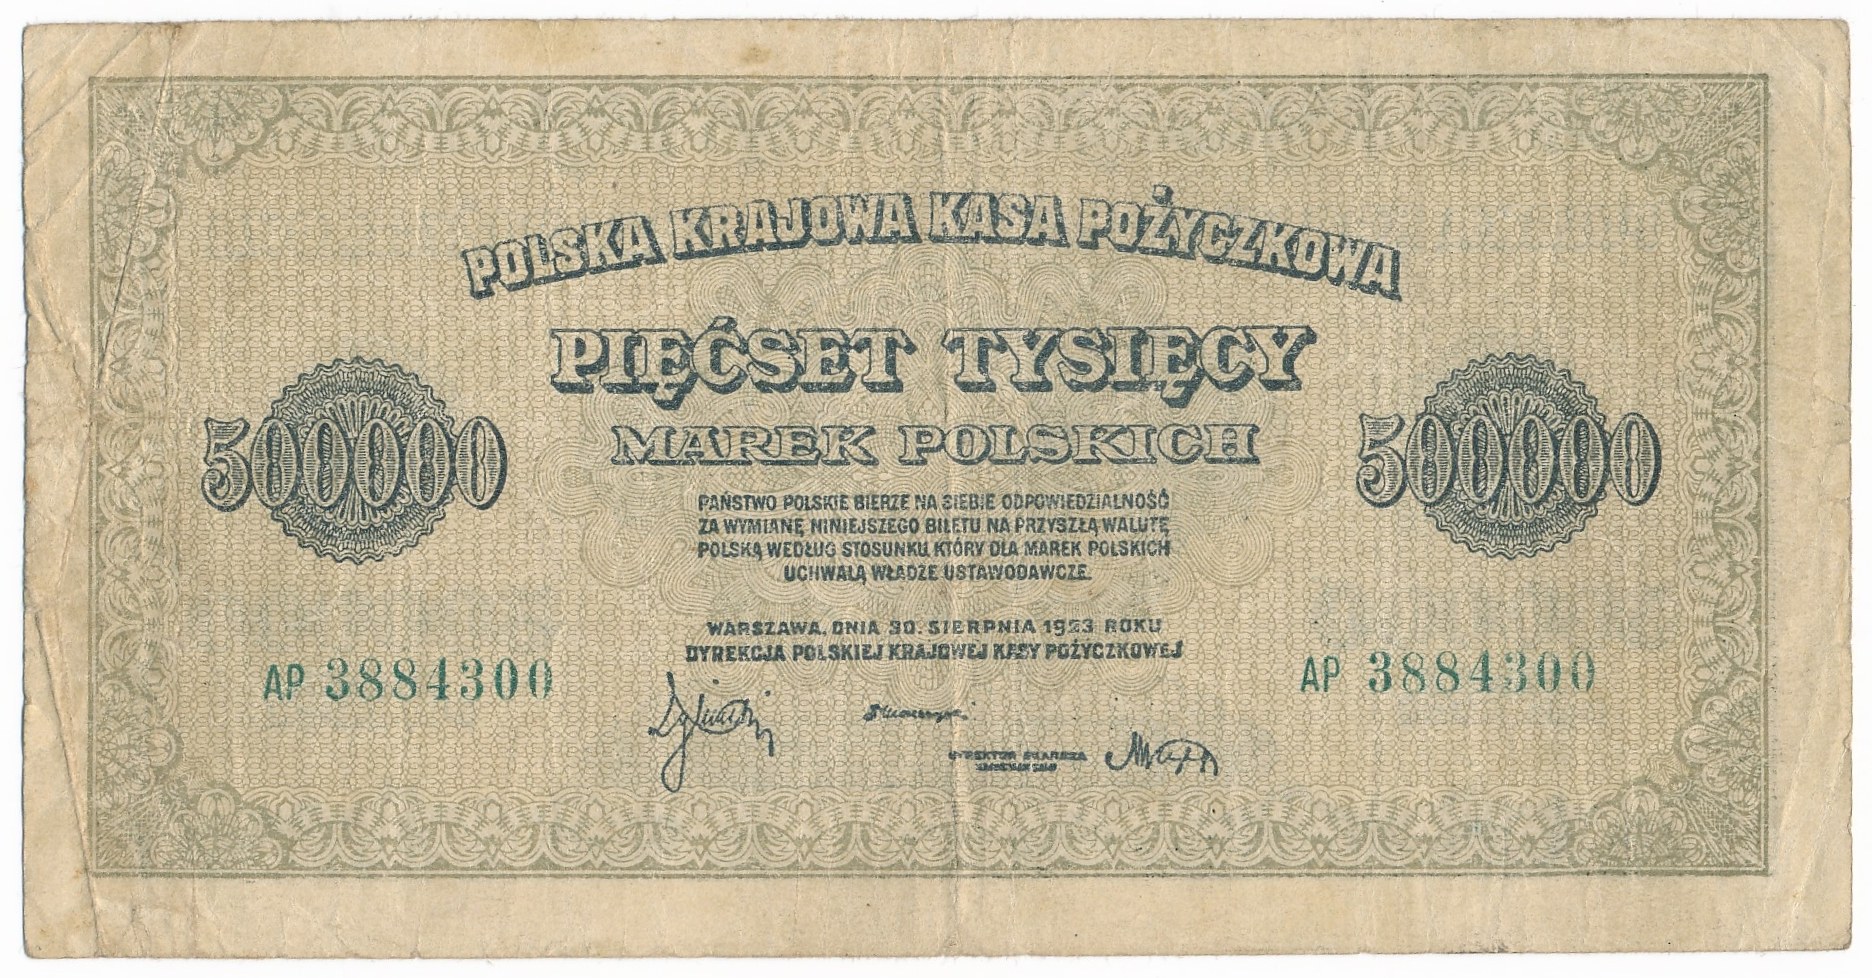 POLSKA KRAJOWA KASA POŻYCZKOWA
PIĘĆSET TYSIĘCY
MAREK POLSKICH
500000
500000
PAŃSTWO POLSKIE BIERZE NA SIEBIE ODPOWIEDZIALNOŚĆ
ZA WYMIANĘ NINIEJSZEGO BILETU NA PRZYSZŁĄ WALUTĘ
POLSKĄ WEDŁUG STOSUNKU, KTÓRY DLA MAREK POLSKICH
UCHWALĄ WŁADZE USTAWODAWCZE.
WARSZAWA, DNIA 30. SIERPNIA 1923 ROKU
DYREKCJA POLSKIEJ KRAJOWEJ KASY POŻYCZKOWEJ
AP 3884300
AP 3884300
DYREKTOR SKARBCA